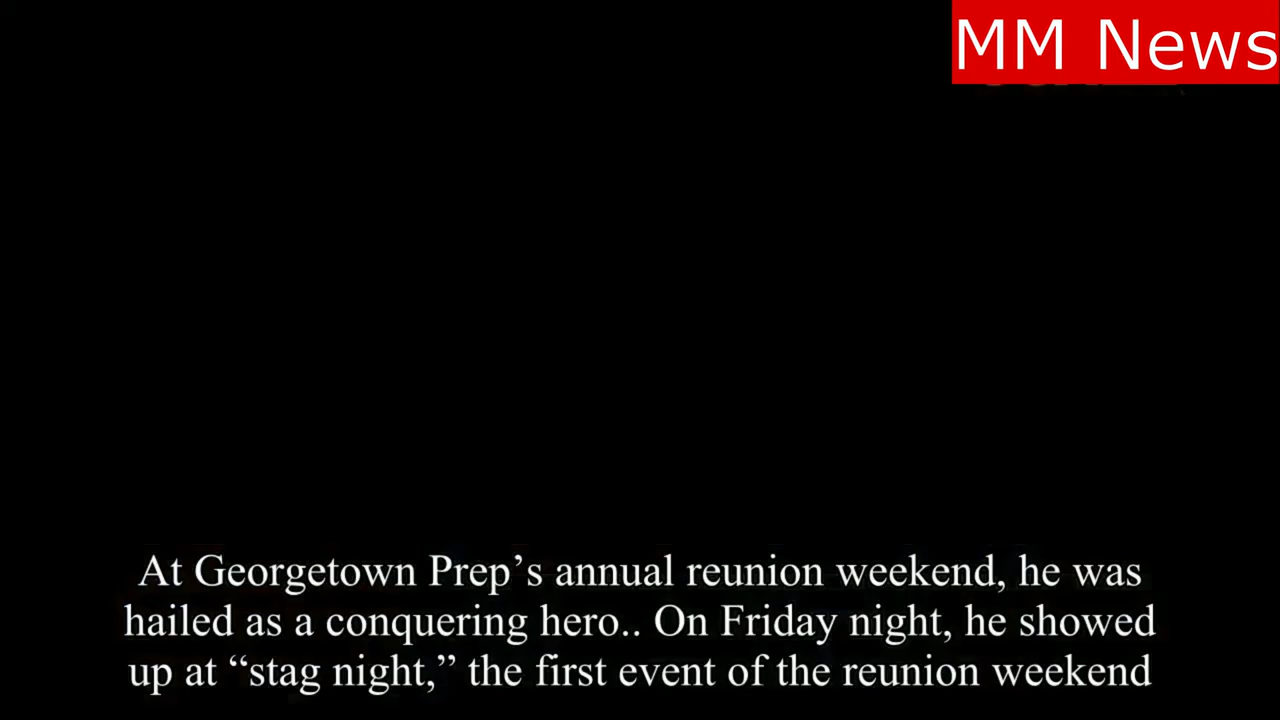 MM News
At Georgetown Prep’s annual reunion weekend, he was
hailed as a conquering hero.. On Friday night, he showed
up at “stag night,” the first event of the reunion weekend